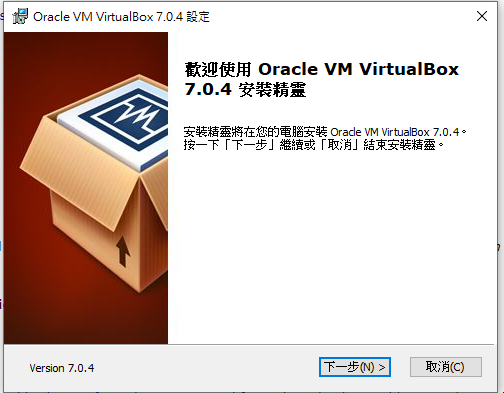 Oracle VM VirtualBox 7.0.4 設定
歡迎使用 Oracle VM VirtualBox
7.0.4 安裝精靈
安裝精靈將在您的電腦安裝 Oracle VM VirtualBox 7.0.4。
按一下「下一步」繼續或「取消」結束安裝精靈。
Version 7.0.4
下一步(N) >
取消(C)